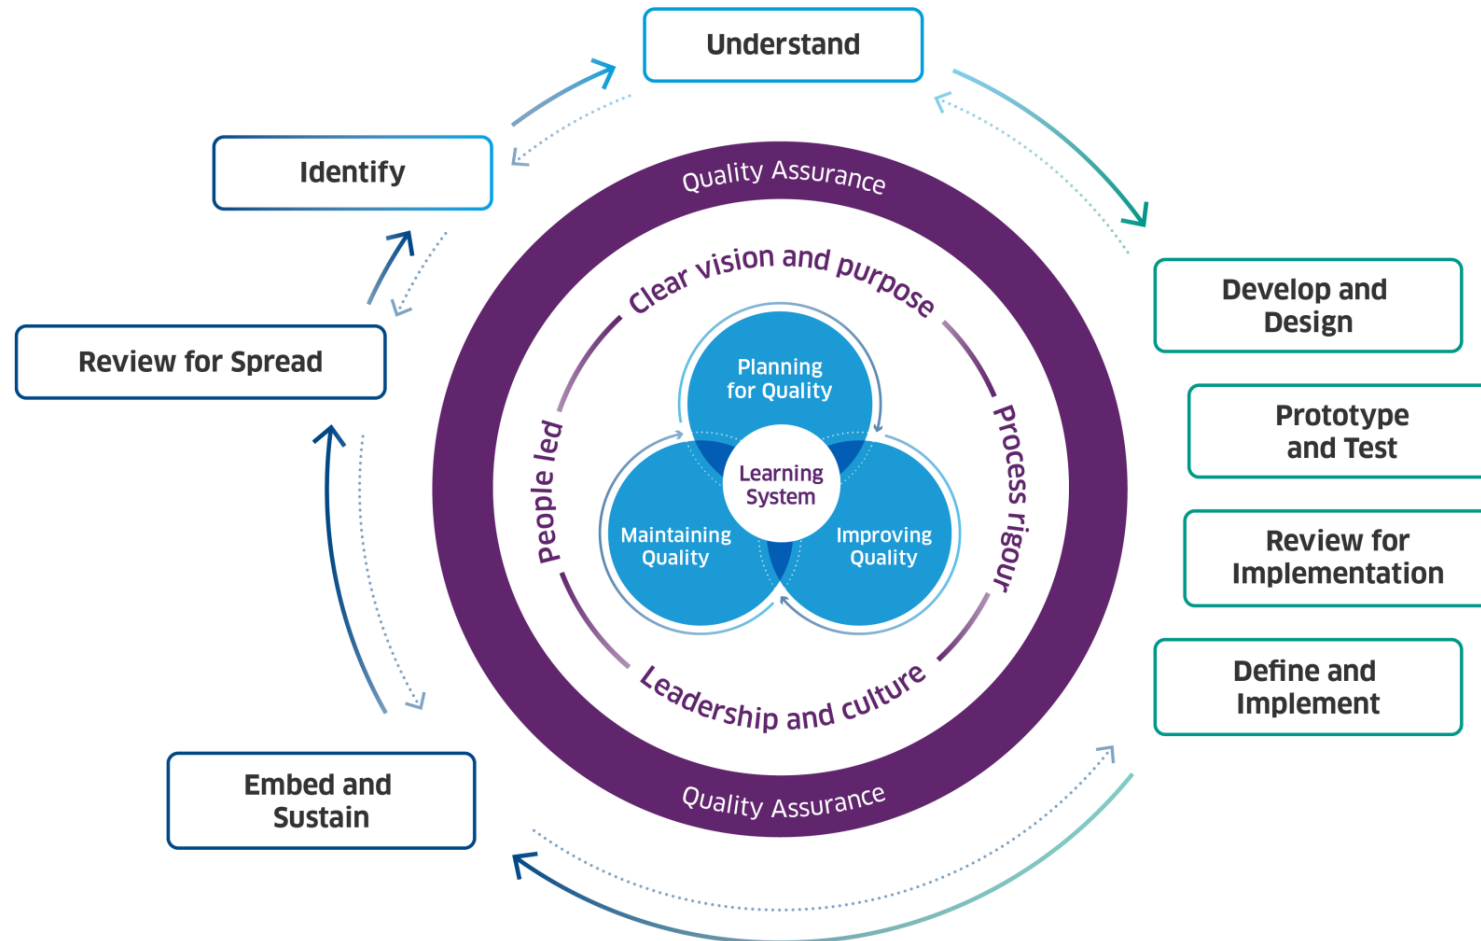 Understand
Identify
Review for Spread
Embed and
Sustain
Develop and
Design
Prototype
and Test
Review for
Implementation
Define and
Implement
Quality Assurance
Clear vision and purpose
People led
Process rigour
Leadership and culture
Planning
for Quality
Learning
System
Maintaining
Quality
Improving
Quality
Quality Assurance